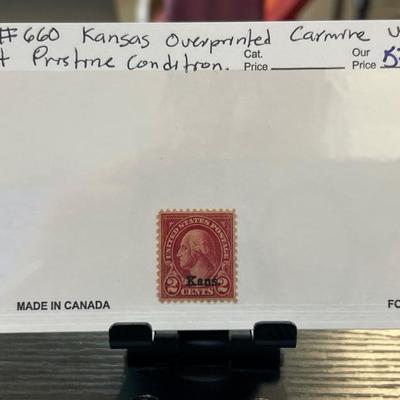 #660 Kansas Overprinted Carmine
Pristine Condition. Cat. Price Our Price
UNITED STATES POSTAGE
Kans.
2 CENTS 2
MADE IN CANADA